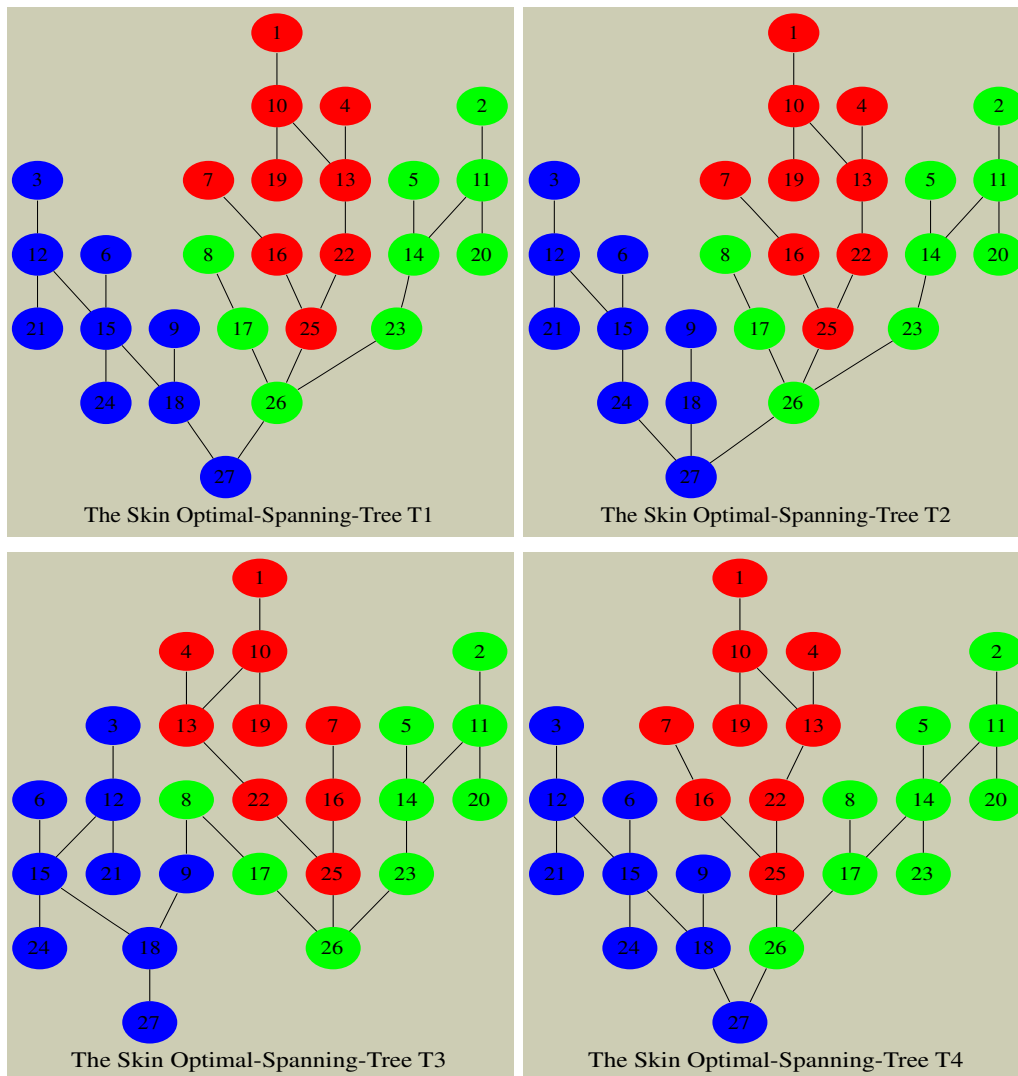 1
10 4 2
3 7 19 13 5 11
12 6 8 16 22 14 20
21 15 9 17 25 23
24 18 26
27
The Skin Optimal-Spanning-Tree T1
1
10 4 2
3 7 19 13 5 11
12 6 8 16 22 14 20
21 15 9 17 25 23
24 18 26
27
The Skin Optimal-Spanning-Tree T2
1
4 10 2
3 13 19 7 5 11
6 12 8 22 16 14 20
15 21 9 17 25 23
24 18 26
27
The Skin Optimal-Spanning-Tree T3
1
10 4 2
3 7 19 13 5 11
12 6 16 22 8 14 20
21 15 9 25 17 23
24 18 26
27
The Skin Optimal-Spanning-Tree T4